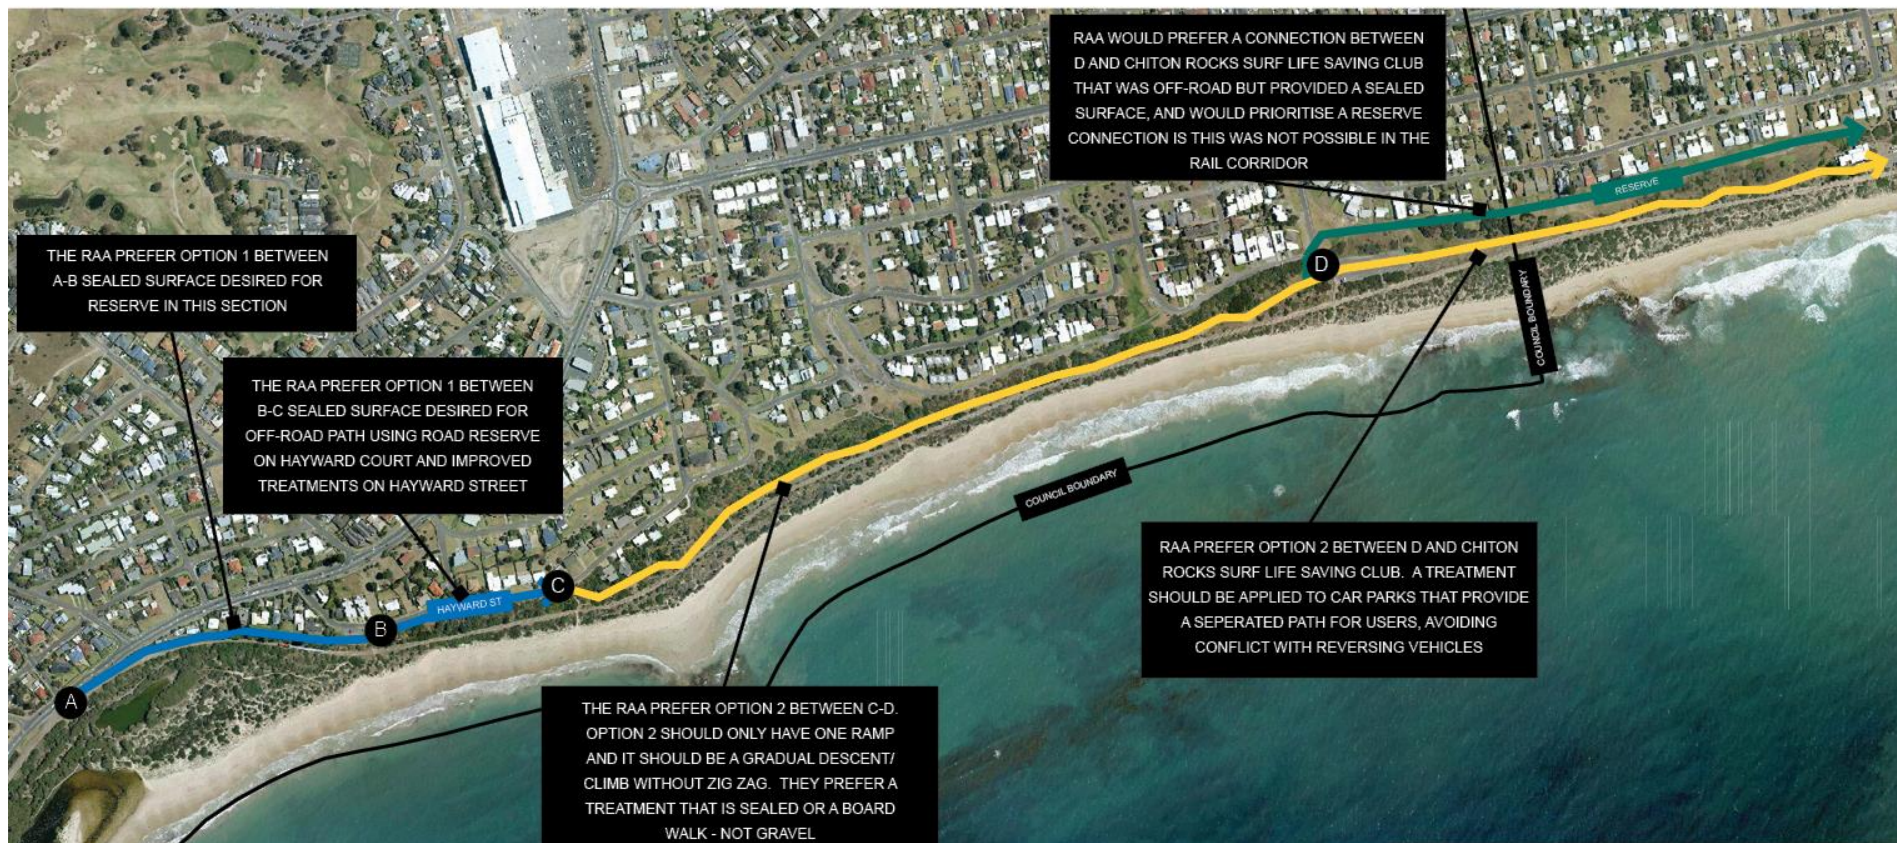 RAA WOULD PREFER A CONNECTION BETWEEN
D AND CHITON ROCKS SURF LIFE SAVING CLUB
THAT WAS OFF-ROAD BUT PROVIDED A SEALED
SURFACE, AND WOULD PRIORITISE A RESERVE
CONNECTION IS THIS WAS NOT POSSIBLE IN THE
RAIL CORRIDOR
RESERVE
THE RAA PREFER OPTION 1 BETWEEN
A-B SEALED SURFACE DESIRED FOR
RESERVE IN THIS SECTION
D
COUNCIL BOUNDARY
THE RAA PREFER OPTION 1 BETWEEN
B-C SEALED SURFACE DESIRED FOR
OFF-ROAD PATH USING ROAD RESERVE
ON HAYWARD COURT AND IMPROVED
TREATMENTS ON HAYWARD STREET
COUNCIL BOUNDARY
RAA PREFER OPTION 2 BETWEEN D AND CHITON
ROCKS SURF LIFE SAVING CLUB. A TREATMENT
SHOULD BE APPLIED TO CAR PARKS THAT PROVIDE
A SEPERATED PATH FOR USERS, AVOIDING
CONFLICT WITH REVERSING VEHICLES
C
HAYWARD ST
B
A
THE RAA PREFER OPTION 2 BETWEEN C-D.
OPTION 2 SHOULD ONLY HAVE ONE RAMP
AND IT SHOULD BE A GRADUAL DESCENT/
CLIMB WITHOUT ZIG ZAG. THEY PREFER A
TREATMENT THAT IS SEALED OR A BOARD
WALK - NOT GRAVEL